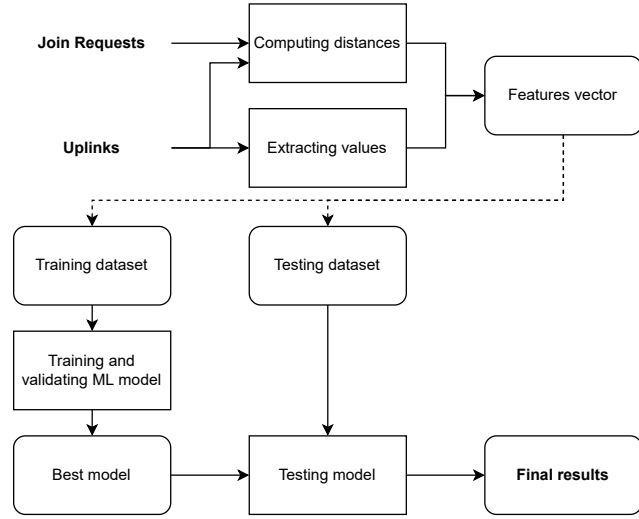 Join Requests
Computing distances
Features vector
Uplinks
Extracting values
Training dataset
Testing dataset
Training and
validating ML model
Best model
Testing model
Final results